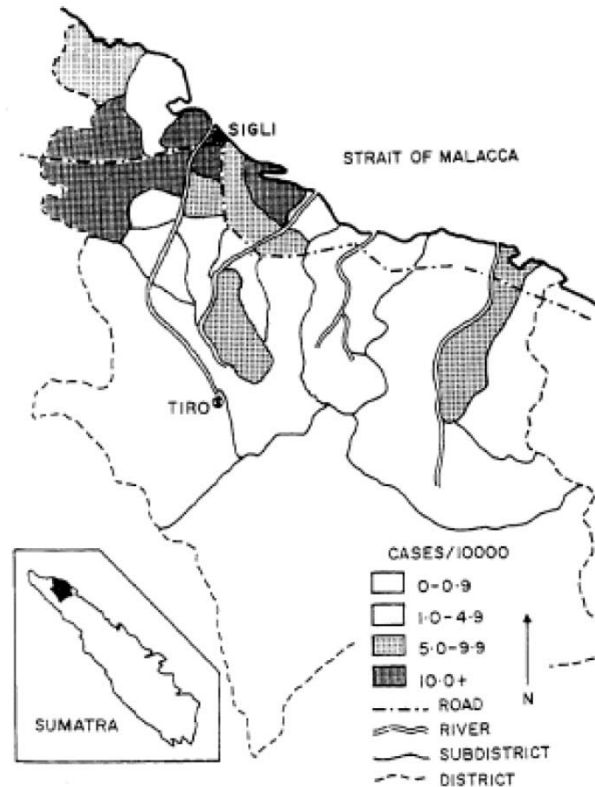 SIGLI
STRAIT OF MALACCA
TIRO
CASES/10000
0-0·9
1·0-4·9
5·0-9·9
10·0+
ROAD
RIVER
SUBDISTRICT
DISTRICT
N
SUMATRA